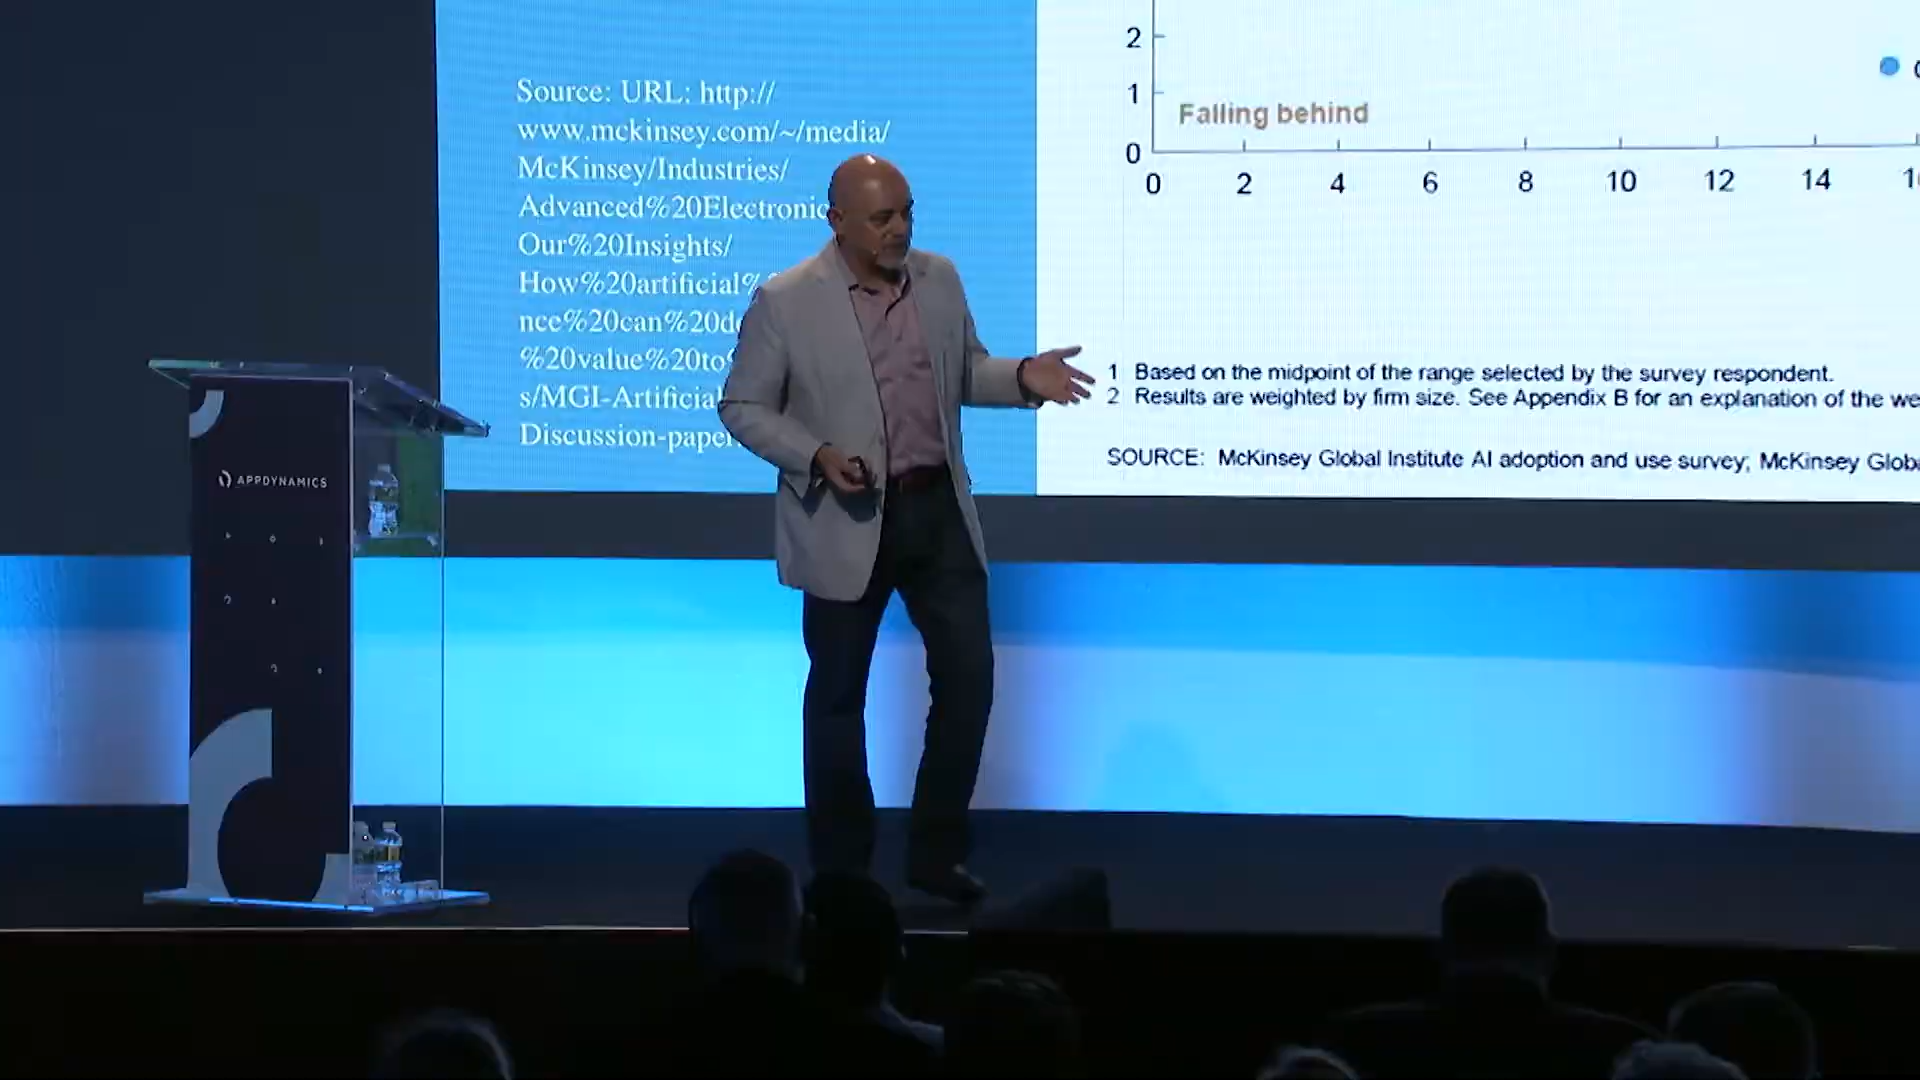 Source: URL: http://
www.mckinsey.com/~/media/
McKinsey/Industries/
Advanced%20Electronic
Our%20Insights/
How%20artificial%
nce%20can%20d
%20value%20to
s/MGI-Artificial
Discussion-paper.
2
1
0
Falling behind
0 2 4 6 8 10 12 14
1 Based on the midpoint of the range selected by the survey respondent.
2 Results are weighted by firm size. See Appendix B for an explanation of the we
SOURCE: McKinsey Global Institute AI adoption and use survey; McKinsey Glob
APPDYNAMICS